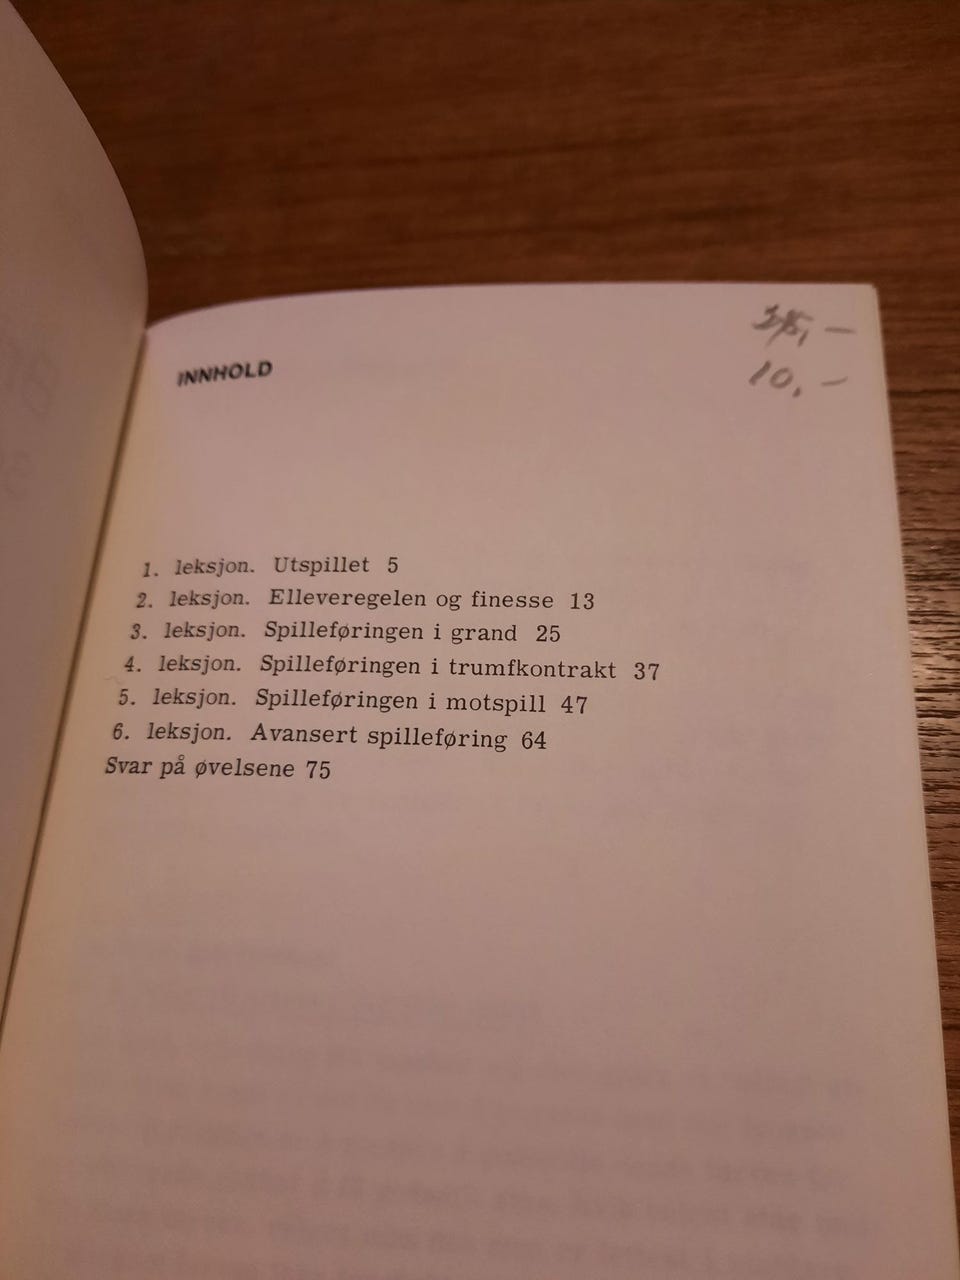 INNHOLD
10,-
1. leksjon. Utspillet 5
2. leksjon. Elleveregelen og finesse 13
3. leksjon. Spilleføringen i grand 25
4. leksjon. Spilleføringen i trumfkontrakt 37
5. leksjon. Spilleføringen i motspill 47
6. leksjon. Avansert spilleføring 64
Svar på øvelsene 75